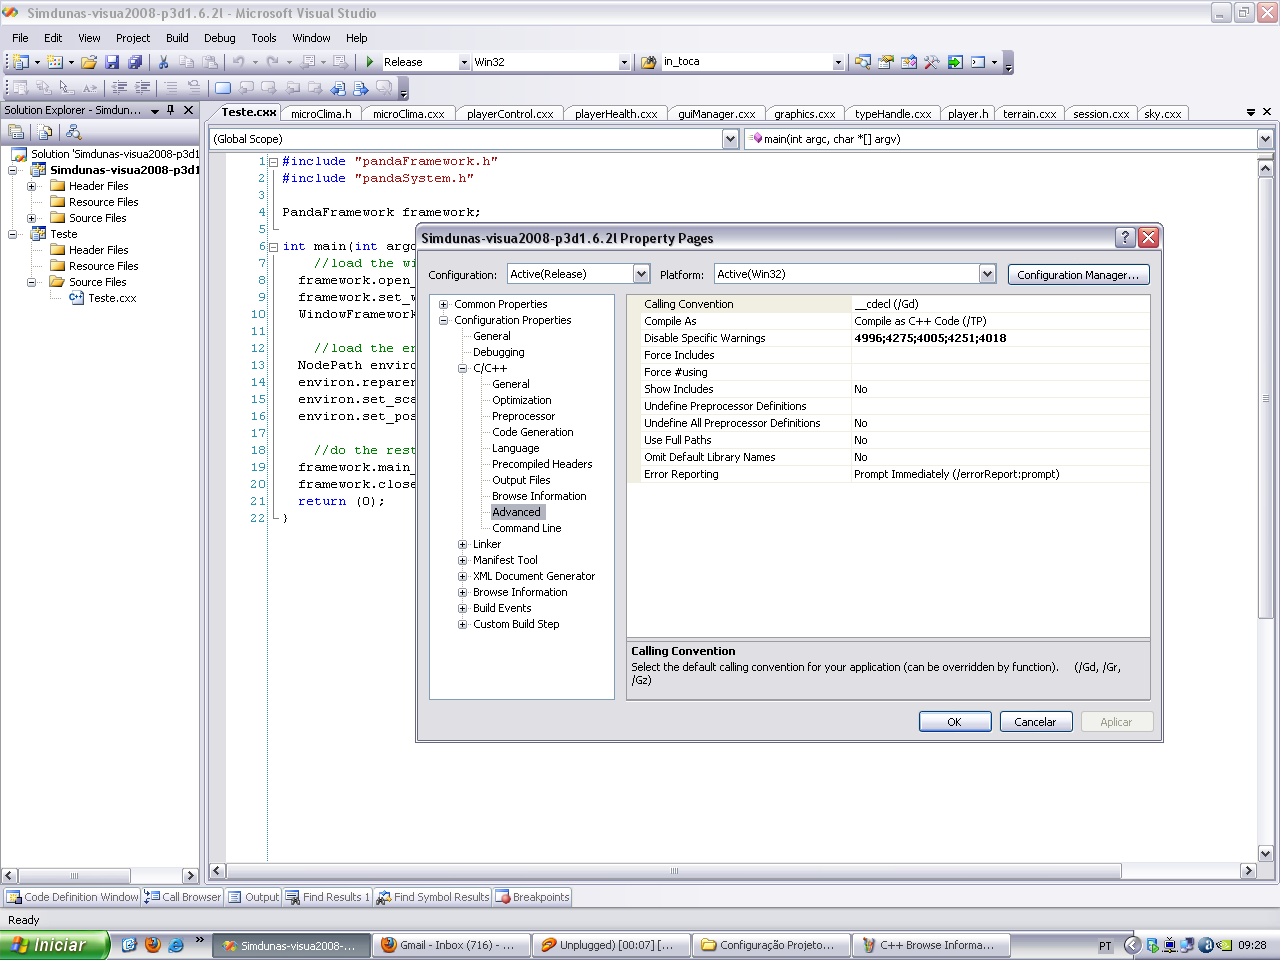 Simdunas-visua2008-p3d1.6.2l - Microsoft Visual Studio
File Edit View Project Build Debug Tools Window Help
Release Win32 in_toca
Solution Explorer - Simdun...
Teste.cxx microClima.h microClima.cxx playerControl.cxx playerHealth.cxx guiManager.cxx graphics.cxx typeHandle.cxx player.h terrain.cxx session.cxx sky.cxx
(Global Scope) main(int argc, char *[] argv)
Solution 'Simdunas-visua2008-p3d1
Simdunas-visua2008-p3d1
Header Files
Resource Files
Source Files
Teste
Header Files
Resource Files
Source Files
Teste.cxx
1 #include "pandaFramework.h"
2 #include "pandaSystem.h"
3
4 PandaFramework framework;
5
6 int main(int argc
7 //load the wi
8 framework.open_
9 framework.set_w
10 WindowFramework
11
12 //load the en
13 NodePath enviro
14 environ.reparen
15 environ.set_sca
16 environ.set_pos
17
18 //do the rest
19 framework.main_
20 framework.close
21 return (0);
22 }
Simdunas-visua2008-p3d1.6.2l Property Pages
Configuration: Active(Release) Platform: Active(Win32) Configuration Manager...
Common Properties
Configuration Properties
General
Debugging
C/C++
General
Optimization
Preprocessor
Code Generation
Language
Precompiled Headers
Output Files
Browse Information
Advanced
Command Line
Linker
Manifest Tool
XML Document Generator
Browse Information
Build Events
Custom Build Step
Calling Convention __cdecl (/Gd)
Compile As Compile as C++ Code (/TP)
Disable Specific Warnings 4996;4275;4005;4251;4018
Force Includes
Force #using
Show Includes No
Undefine Preprocessor Definitions
Undefine All Preprocessor Definitions No
Use Full Paths No
Omit Default Library Names No
Error Reporting Prompt Immediately (/errorReport:prompt)
Calling Convention
Select the default calling convention for your application (can be overridden by function). (/Gd, /Gr,
/Gz)
OK Cancelar Aplicar
Code Definition Window Call Browser Output Find Results 1 Find Symbol Results Breakpoints
Ready
Iniciar Simdunas-visua2008-... Gmail - Inbox (716) - ... Unplugged) [00:07] [... Configuração Projeto... C++ Browse Informa... PT 09:28